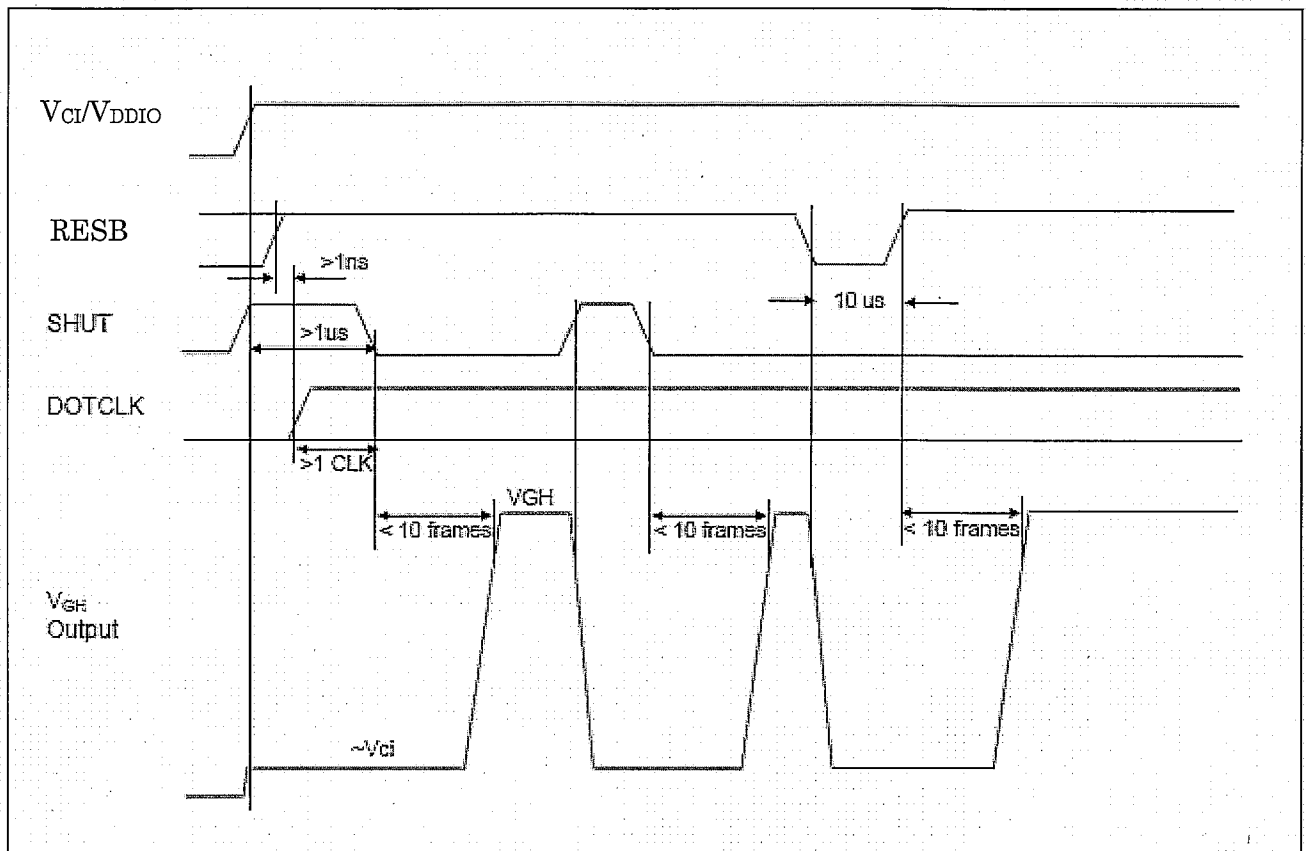 VCI/VDDIO
RESB
>1ns
10 us
SHUT
>1us
DOTCLK
>1 CLK
VGH
< 10 frames
< 10 frames
< 10 frames
VGH
Output
~Vci